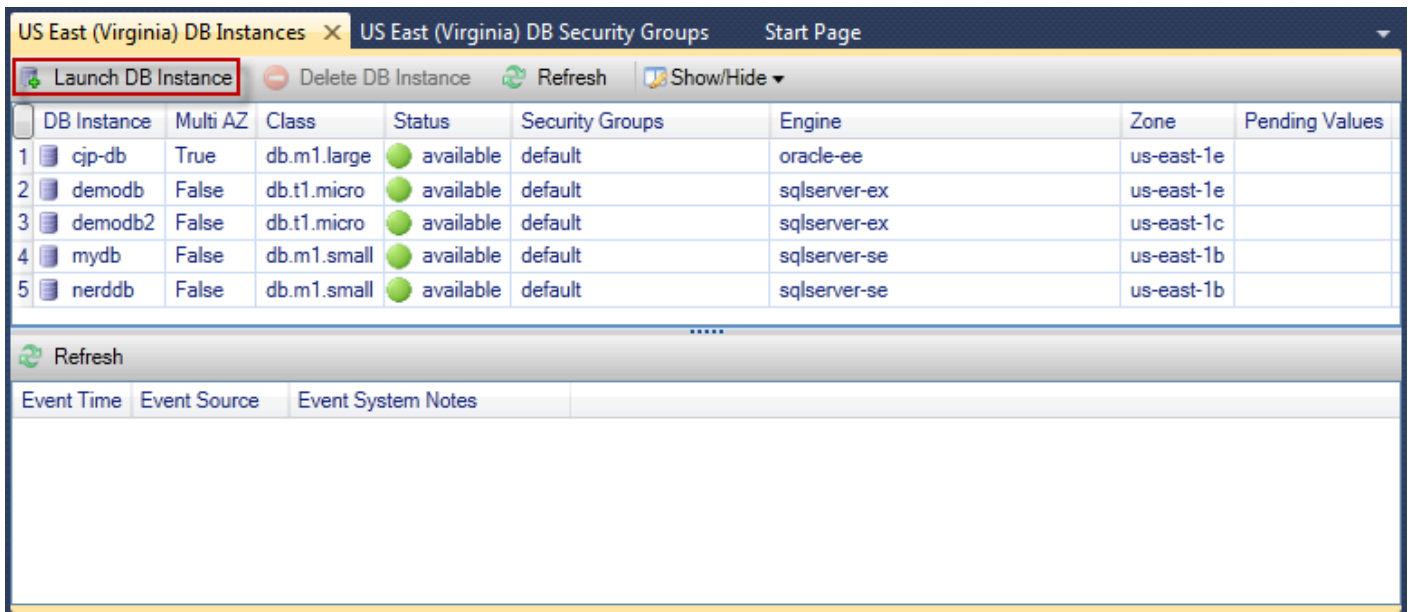 US East (Virginia) DB Instances US East (Virginia) DB Security Groups Start Page
Launch DB Instance Delete DB Instance Refresh Show/Hide
DB Instance Multi AZ Class Status Security Groups Engine Zone Pending Values
1 cjp-db True db.m1.large available default oracle-ee us-east-1e
2 demodb False db.t1.micro available default sqlserver-ex us-east-1e
3 demodb2 False db.t1.micro available default sqlserver-ex us-east-1c
4 mydb False db.m1.small available default sqlserver-se us-east-1b
5 nerddb False db.m1.small available default sqlserver-se us-east-1b
Refresh
Event Time Event Source Event System Notes